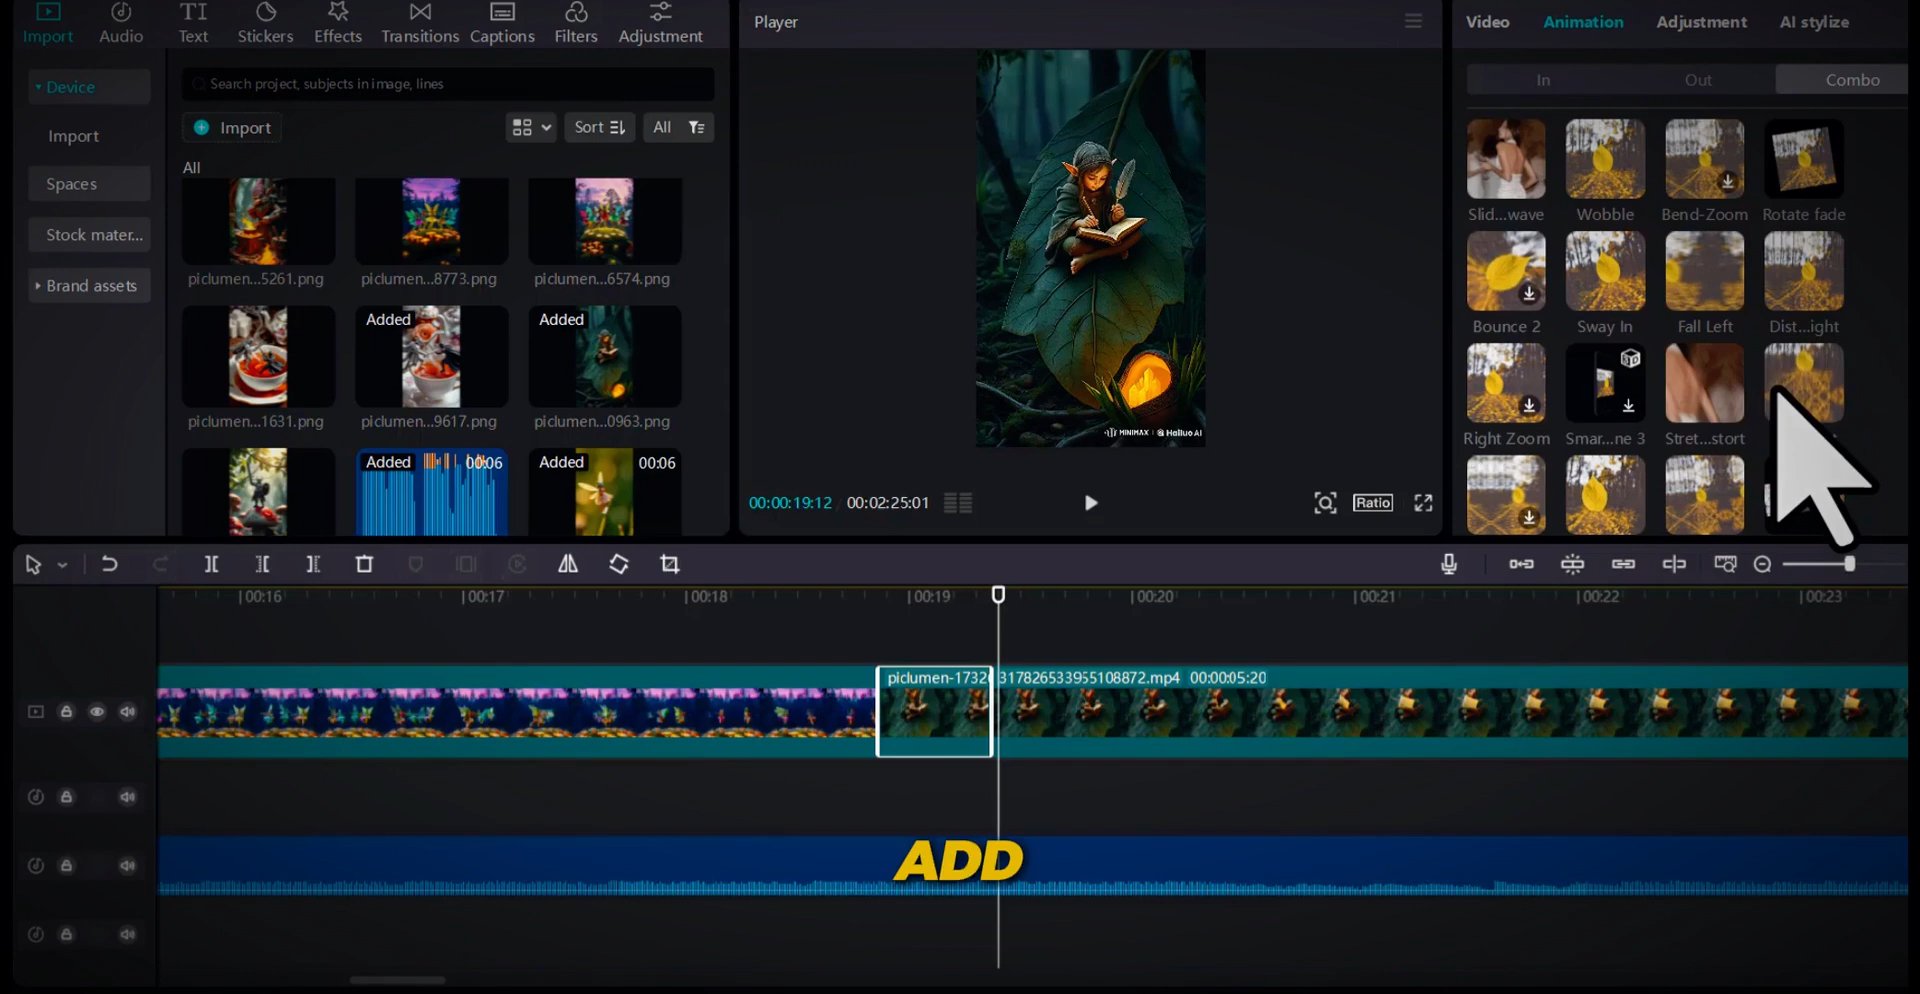 Import Audio Text Stickers Effects Transitions Captions Filters Adjustment
Device
Import
Spaces
Stock mater...
Brand assets
Search project, subjects in image, lines
Import
Sort
All
All
piclumen...5261.png piclumen...8773.png piclumen...6574.png
Added Added
piclumen...1631.png piclumen...9617.png piclumen...0963.png
Added 00:06 Added 00:06
Player
MINIMAX | Hailuo AI
00:00:19:12 00:02:25:01
Ratio
Video Animation Adjustment AI stylize
In Out Combo
Slid...wave Wobble Bend-Zoom Rotate fade
Bounce 2 Sway In Fall Left Dist...ight
3D
Right Zoom Smar...ne 3 Stret...stort
00:16 00:17 00:18 00:19 00:20 00:21 00:22 00:23
piclumen-1732 317826533955108872.mp4 00:00:05:20
ADD